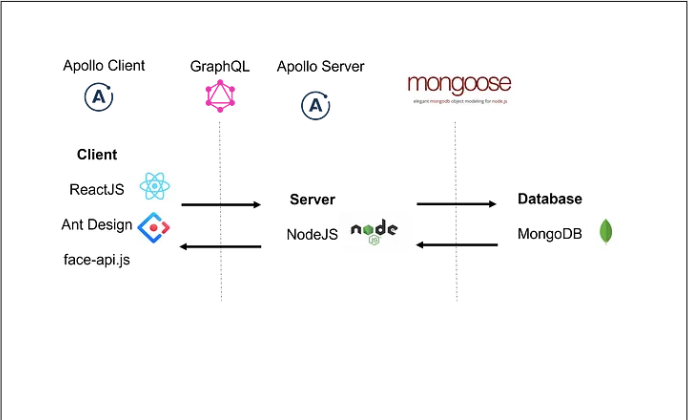 Apollo Client
GraphQL
Apollo Server
A
A
mongoose
elegant mongodb object modeling for node.js
Client
ReactJS
Ant Design
face-api.js
Server
NodeJS
node
JS
Database
MongoDB